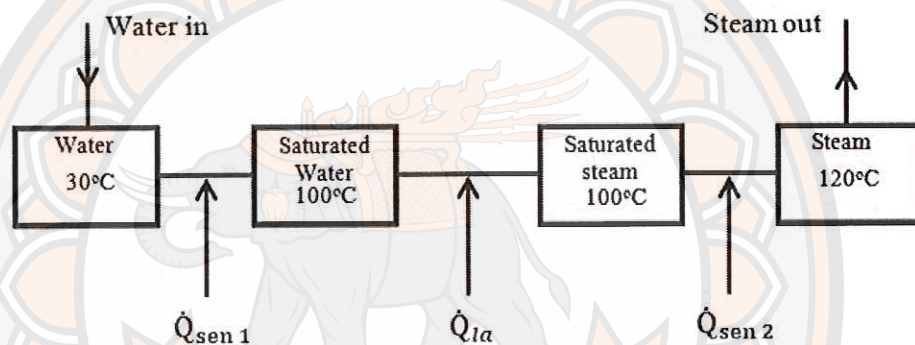 Water in
Steam out
Water
30°C
Saturated
Water
100°C
Saturated
steam
100°C
Steam
120°C
Q̇sen 1
Q̇la
Q̇sen 2